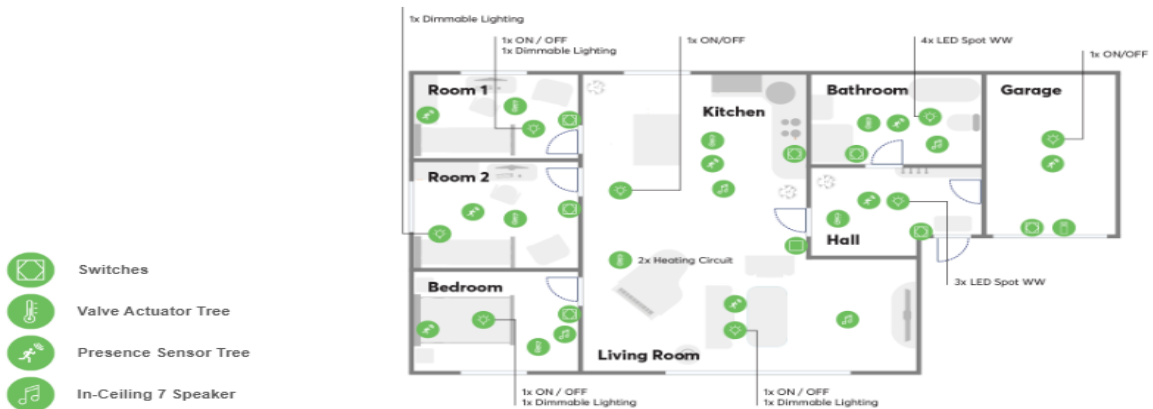 1x Dimmable Lighting
1x ON / OFF
1x Dimmable Lighting
1x ON/OFF
4x LED Spot WW
1x ON/OFF
Room 1
Kitchen
Bathroom
Garage
Room 2
Hall
2x Heating Circuit
Bedroom
3x LED Spot WW
Living Room
1x ON / OFF
1x Dimmable Lighting
1x ON / OFF
1x Dimmable Lighting
Switches
Valve Actuator Tree
Presence Sensor Tree
In-Ceiling 7 Speaker